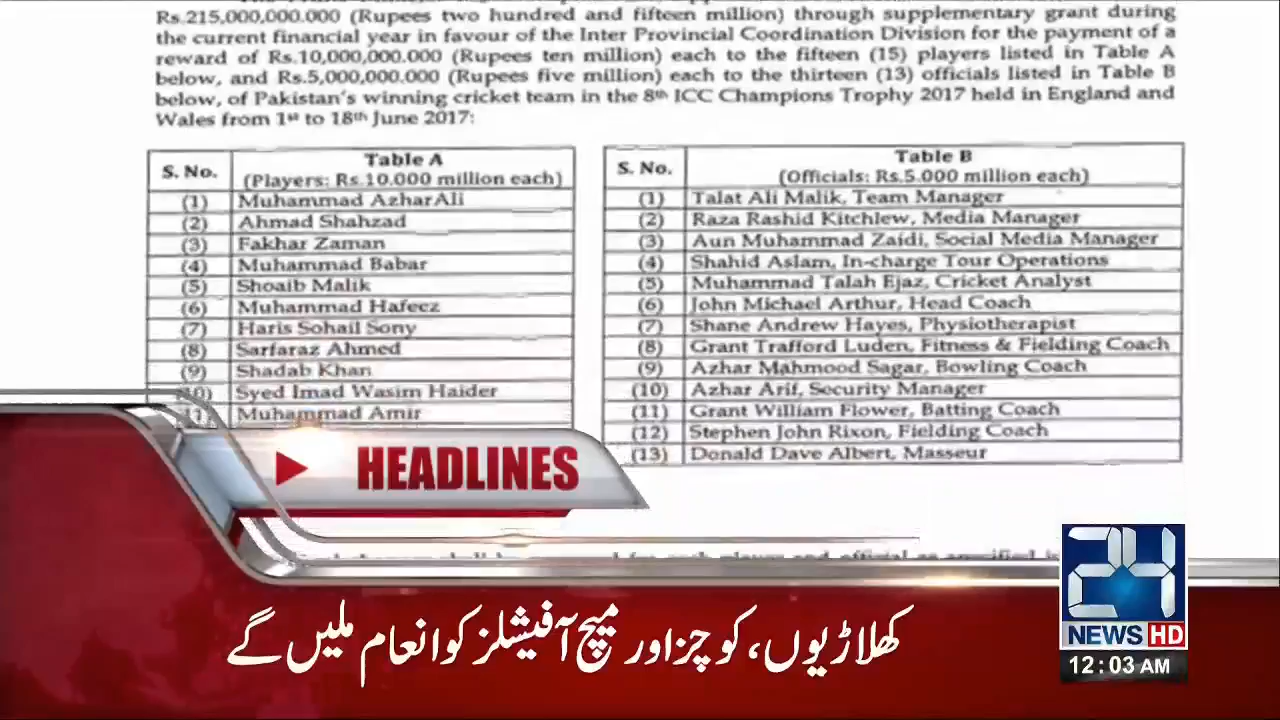 Rs.215,000,000.000 (Rupees two hundred and fifteen million) through supplementary grant during
the current financial year in favour of the Inter Provincial Coordination Division for the payment of a
reward of Rs.10,000,000.000 (Rupees ten million) each to the fifteen (15) players listed in Table A
below, and Rs.5,000,000.000 (Rupees five million) each to the thirteen (13) officials listed in Table B
below, of Pakistan's winning cricket team in the 8th ICC Champions Trophy 2017 held in England and
Wales from 1st to 18th June 2017:
S. No. Table A
(Players: Rs.10.000 million each)
(1) Muhammad AzharAli
(2) Ahmad Shahzad
(3) Fakhar Zaman
(4) Muhammad Babar
(5) Shoaib Malik
(6) Muhammad Hafeez
(7) Haris Sohail Sony
(8) Sarfaraz Ahmed
(9) Shadab Khan
(10) Syed Imad Wasim Haider
(11) Muhammad Amir
S. No. Table B
(Officials: Rs.5.000 million each)
(1) Talat Ali Malik, Team Manager
(2) Raza Rashid Kitchlew, Media Manager
(3) Aun Muhammad Zaidi, Social Media Manager
(4) Shahid Aslam, In-charge Tour Operations
(5) Muhammad Talah Ejaz, Cricket Analyst
(6) John Michael Arthur, Head Coach
(7) Shane Andrew Hayes, Physiotherapist
(8) Grant Trafford Luden, Fitness & Fielding Coach
(9) Azhar Mahmood Sagar, Bowling Coach
(10) Azhar Arif, Security Manager
(11) Grant William Flower, Batting Coach
(12) Stephen John Rixon, Fielding Coach
(13) Donald Dave Albert, Masseur
HEADLINES
کھلاڑیوں، کوچز اور میچ آفیشلز کو انعام ملیں گے
24
NEWS HD
12:03 AM